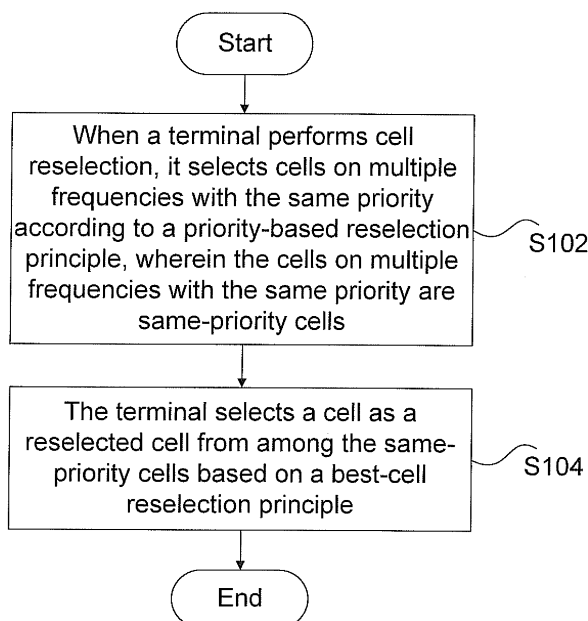 Start
When a terminal performs cell
reselection, it selects cells on multiple
frequencies with the same priority
according to a priority-based reselection
principle, wherein the cells on multiple
frequencies with the same priority are
same-priority cells
S102
The terminal selects a cell as a
reselected cell from among the same-
priority cells based on a best-cell
reselection principle
S104
End